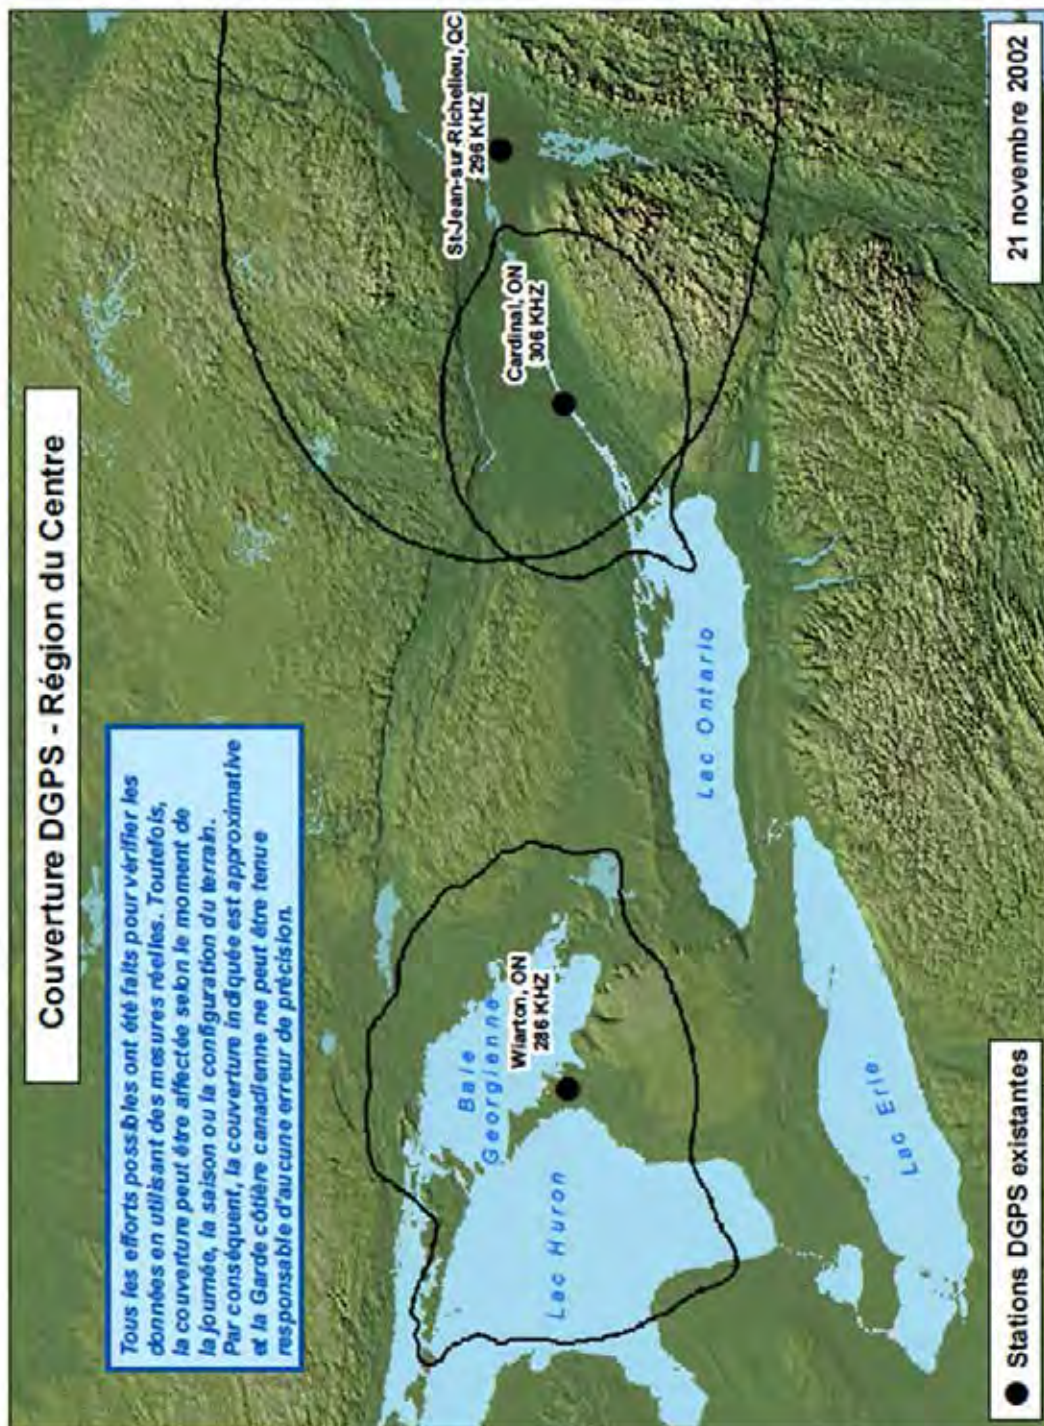 Couverture DGPS - Région du Centre
Tous les efforts possibles ont été faits pour vérifier les
données en utilisant des mesures réelles. Toutefois,
la couverture peut être affectée selon le moment de
la journée, la saison ou la configuration du terrain.
Par conséquent, la couverture indiquée est approximative
et la Garde côtière canadienne ne peut être tenue
responsable d'aucune erreur de précision.
St-Jean-sur-Richelieu, QC
296 KHZ
Cardinal, ON
306 KHZ
Baie
Georgienne
Wiarton, ON
286 KHZ
Lac Huron
Lac Ontario
Lac Erie
Stations DGPS existantes
21 novembre 2002